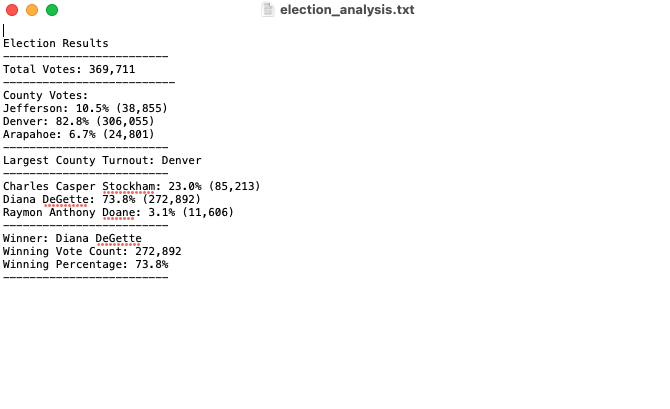 election_analysis.txt
Election Results
-------------------------
Total Votes: 369,711
--------------------------
County Votes:
Jefferson: 10.5% (38,855)
Denver: 82.8% (306,055)
Arapahoe: 6.7% (24,801)
-------------------------
Largest County Turnout: Denver
-------------------------
Charles Casper Stockham: 23.0% (85,213)
Diana DeGette: 73.8% (272,892)
Raymon Anthony Doane: 3.1% (11,606)
-------------------------
Winner: Diana DeGette
Winning Vote Count: 272,892
Winning Percentage: 73.8%
-------------------------